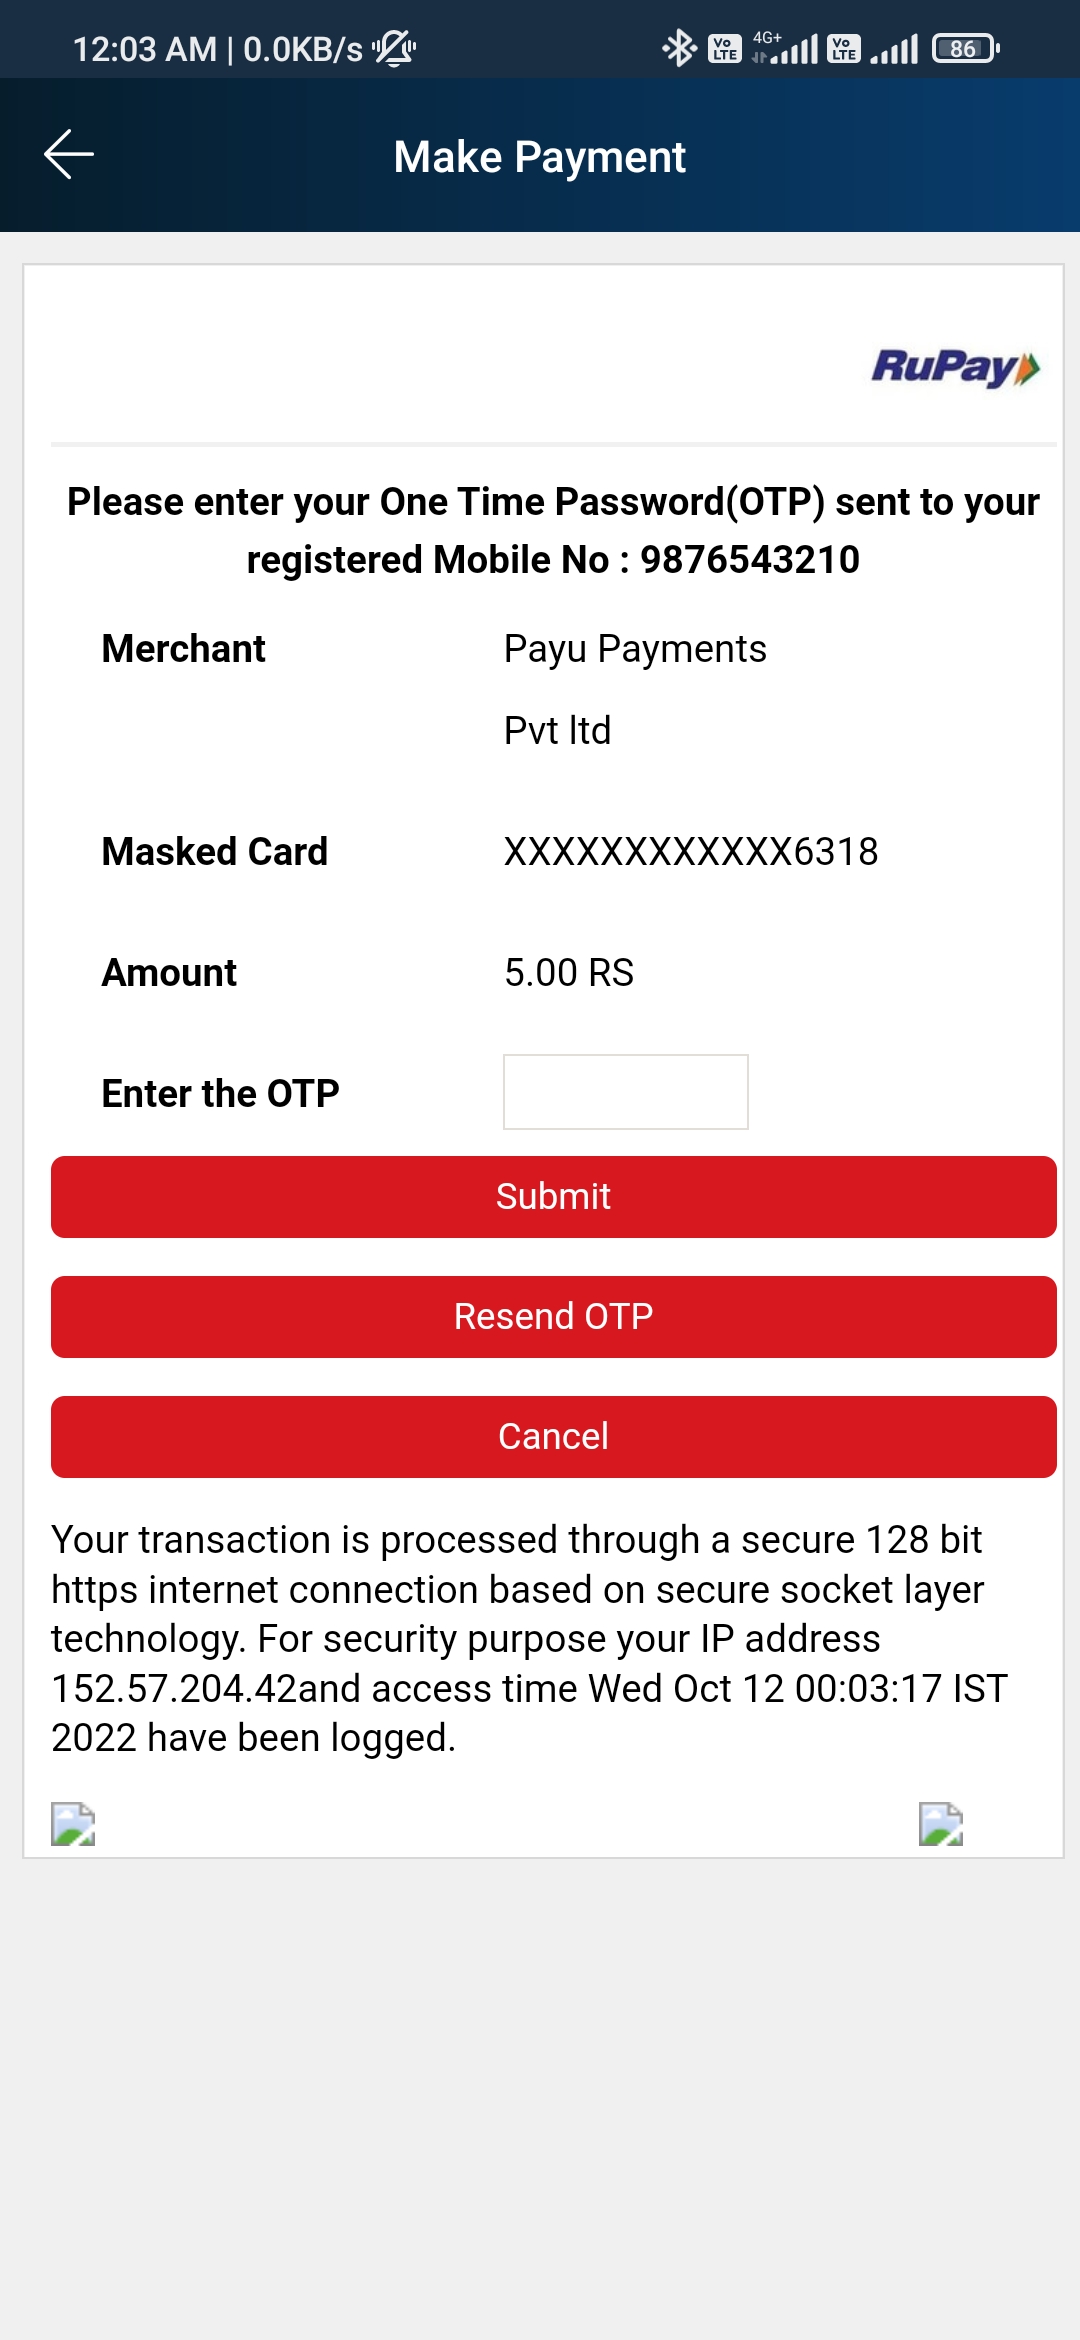 12:03 AM | 0.0KB/s
Vo LTE 4G+ Vo LTE 86
Make Payment
RuPay
Please enter your One Time Password(OTP) sent to your
registered Mobile No : 9876543210
Merchant Payu Payments
Pvt ltd
Masked Card XXXXXXXXXXXX6318
Amount 5.00 RS
Enter the OTP
Submit
Resend OTP
Cancel
Your transaction is processed through a secure 128 bit
https internet connection based on secure socket layer
technology. For security purpose your IP address
152.57.204.42and access time Wed Oct 12 00:03:17 IST
2022 have been logged.